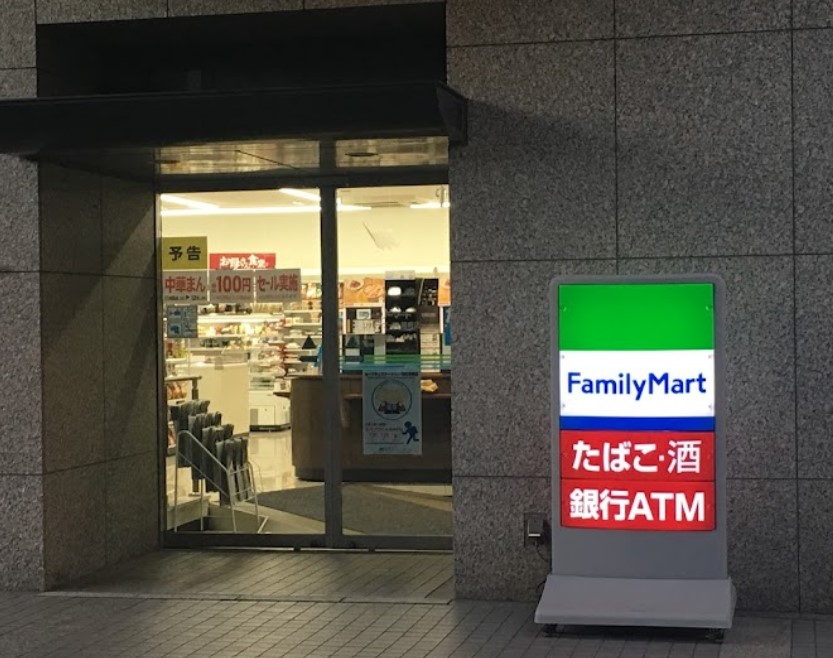 予告
中華まん 100円 セール実施
FamilyMart
たばこ・酒
銀行ATM